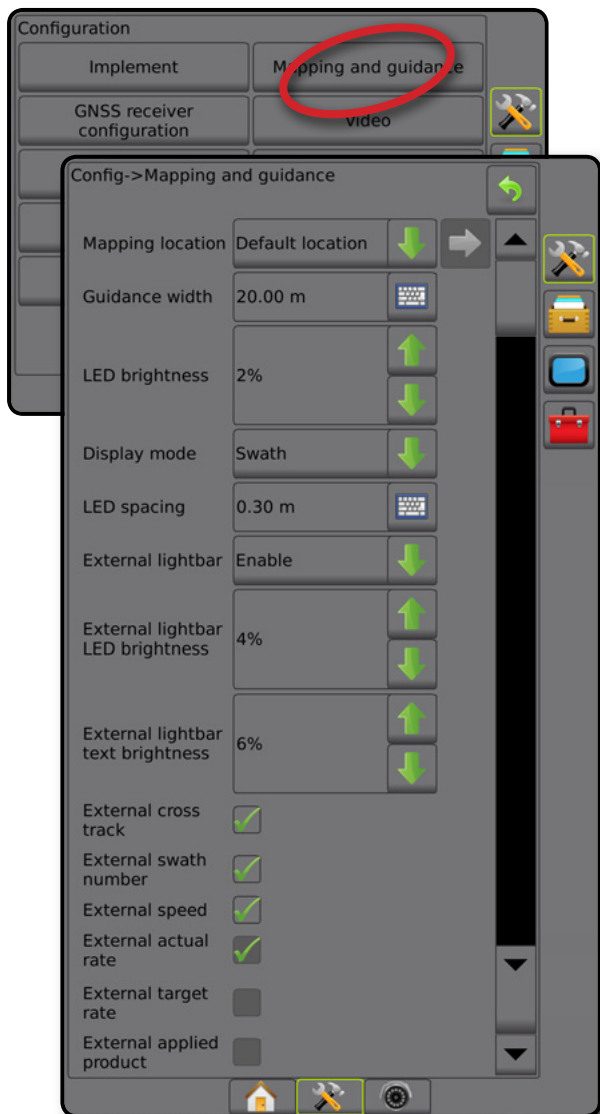 Configuration
Implement
Mapping and guidance
GNSS receiver
configuration
Video
Config->Mapping and guidance
Mapping location
Default location
Guidance width
20.00 m
LED brightness
2%
Display mode
Swath
LED spacing
0.30 m
External lightbar
Enable
External lightbar
LED brightness
4%
External lightbar
text brightness
6%
External cross
track
External swath
number
External speed
External actual
rate
External target
rate
External applied
product